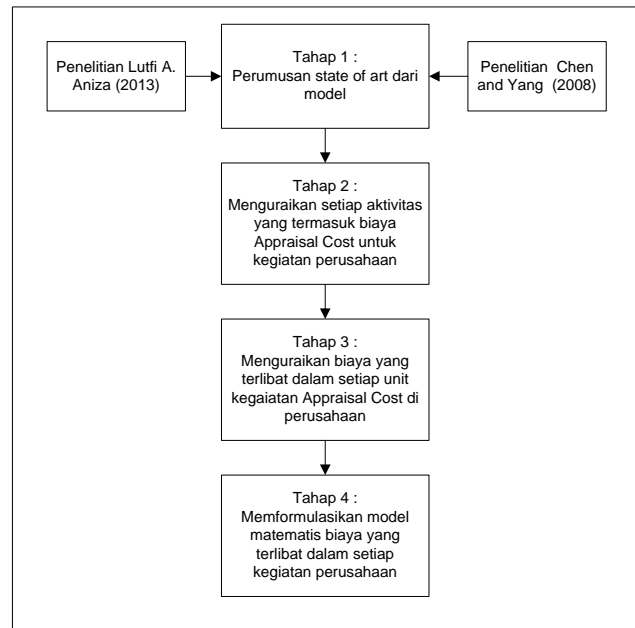 Penelitian Lutfi A.
Aniza (2013)
Tahap 1 :
Perumusan state of art dari
model
Penelitian Chen
and Yang (2008)
Tahap 2 :
Menguraikan setiap aktivitas
yang termasuk biaya
Appraisal Cost untuk
kegiatan perusahaan
Tahap 3 :
Menguraikan biaya yang
terlibat dalam setiap unit
kegaiatan Appraisal Cost di
perusahaan
Tahap 4 :
Memformulasikan model
matematis biaya yang
terlibat dalam setiap
kegiatan perusahaan